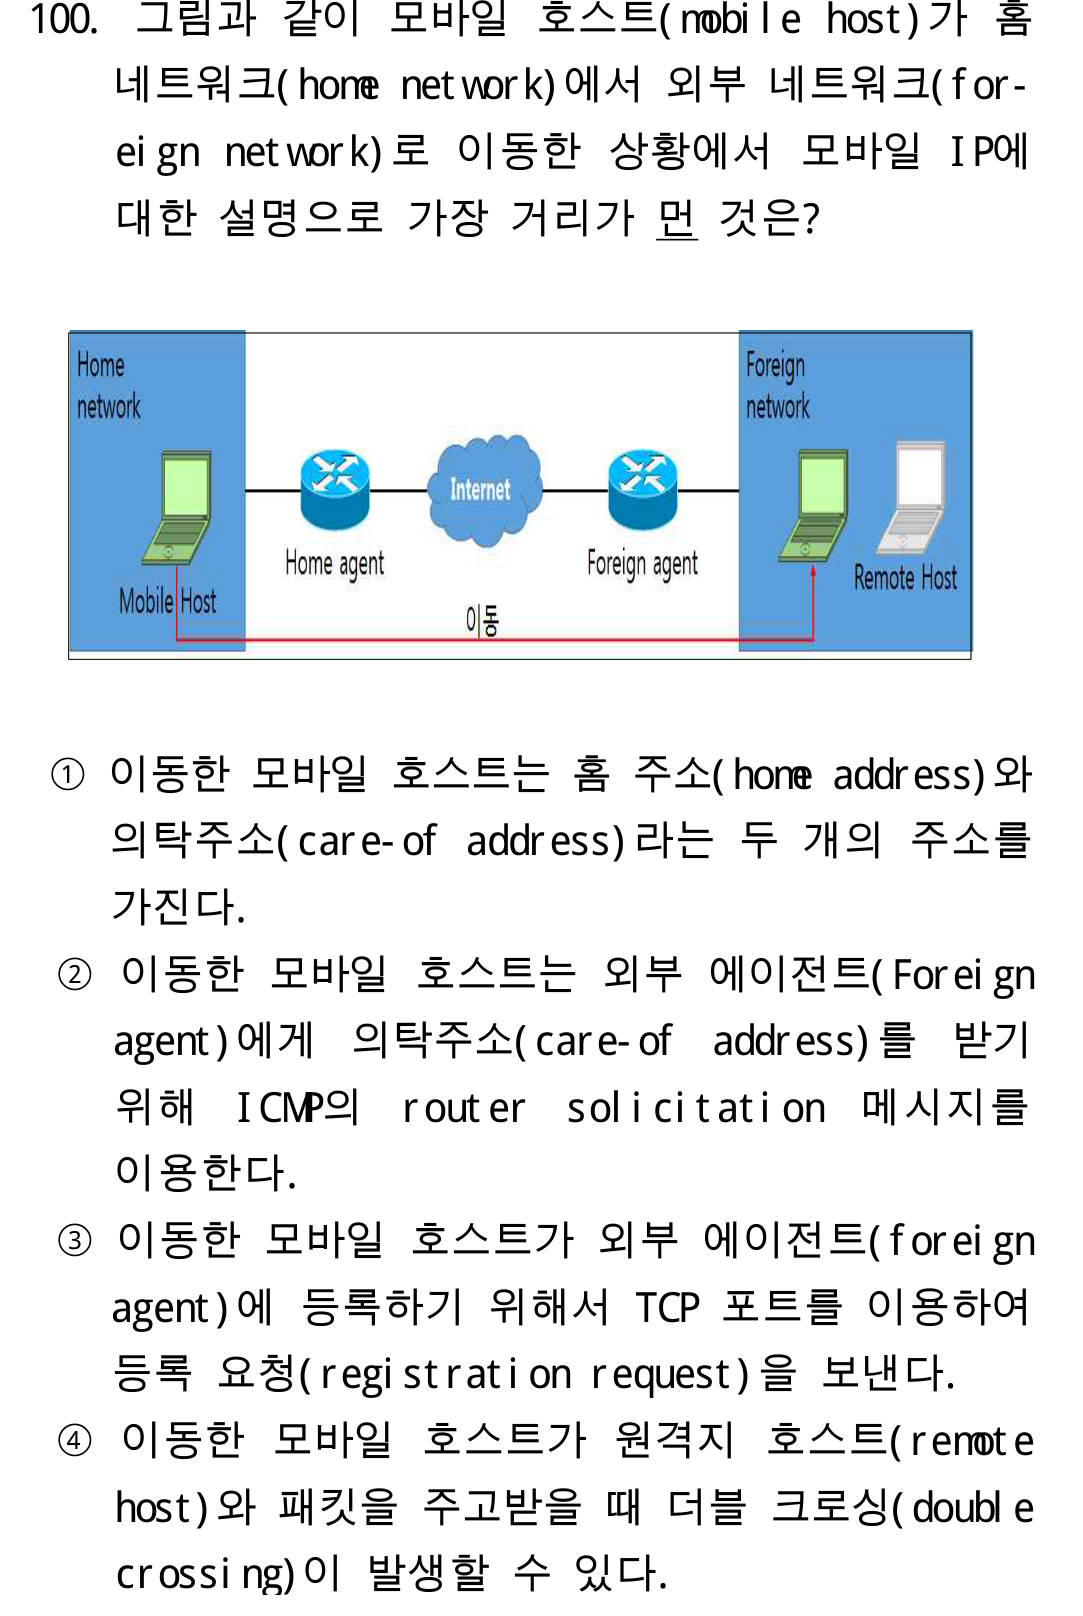 100. 그림과 같이 모바일 호스트(mobile host)가 홈
네트워크(home network)에서 외부 네트워크(for-
eign network)로 이동한 상황에서 모바일 IP에
대한 설명으로 가장 거리가 먼 것은?
Home
network
Foreign
network
Internet
Home agent
Foreign agent
Mobile Host
Remote Host
이동
① 이동한 모바일 호스트는 홈 주소(home address)와
의탁주소(care-of address)라는 두 개의 주소를
가진다.
② 이동한 모바일 호스트는 외부 에이전트(Foreign
agent)에게 의탁주소(care-of address)를 받기
위해 ICMP의 router solicitation 메시지를
이용한다.
③ 이동한 모바일 호스트가 외부 에이전트(foreign
agent)에 등록하기 위해서 TCP 포트를 이용하여
등록 요청(registration request)을 보낸다.
④ 이동한 모바일 호스트가 원격지 호스트(remote
host)와 패킷을 주고받을 때 더블 크로싱(double
crossing)이 발생할 수 있다.